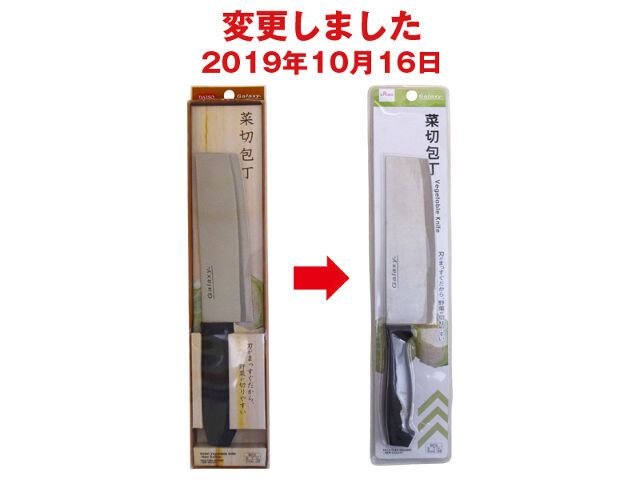 変更しました
2019年10月16日
DAISO
Galaxy
菜切包丁
Galaxy
刃がまっすぐだから、
野菜が切りやすい
Galaxy
菜切包丁
Vegetable Knife
刃がまっすぐだから、野菜が切りやすい
Galaxy